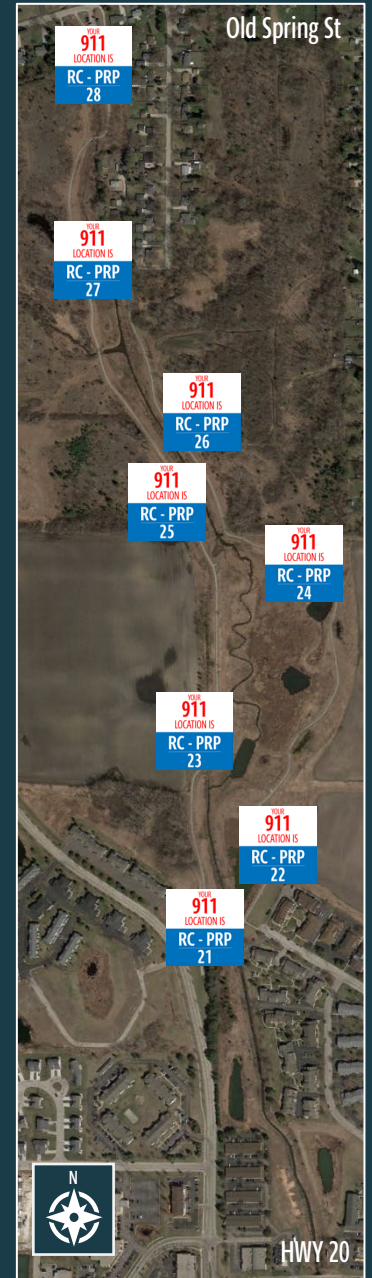 Old Spring St
YOUR
911
LOCATION IS
RC - PRP
28
YOUR
911
LOCATION IS
RC - PRP
27
YOUR
911
LOCATION IS
RC - PRP
26
YOUR
911
LOCATION IS
RC - PRP
25
YOUR
911
LOCATION IS
RC - PRP
24
YOUR
911
LOCATION IS
RC - PRP
23
YOUR
911
LOCATION IS
RC - PRP
22
YOUR
911
LOCATION IS
RC - PRP
21
N
HWY 20